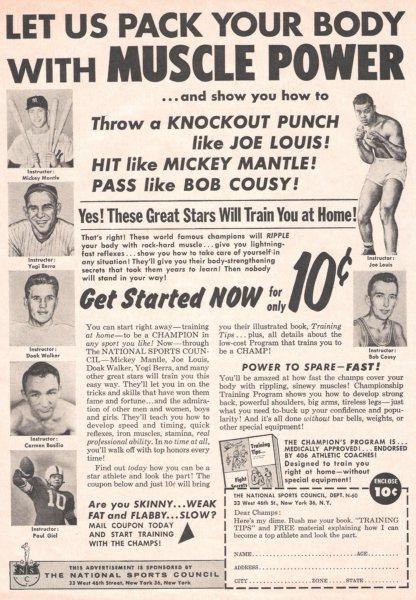 LET US PACK YOUR BODY
WITH MUSCLE POWER
...and show you how to
Throw a KNOCKOUT PUNCH
like JOE LOUIS!
HIT like MICKEY MANTLE!
PASS like BOB COUSY!
Instructor:
Mickey Mantle
Instructor:
Yogi Berra
Instructor:
Doak Walker
Instructor:
Carmen Basilio
Instructor:
Paul Giel
Instructor:
Joe Louis
Instructor:
Bob Cousy
Yes! These Great Stars Will Train You at Home!
That's right! These world famous champions will RIPPLE
your body with rock-hard muscle...give you lightning-
fast reflexes...show you how to take care of yourself in
any situation! They'll give you their body-strengthening
secrets that took them years to learn! Then nobody
will stand in your way!
Get Started NOW for only 10¢
You can start right away—training
at home—to be a CHAMPION in
any sport you like! Now—through
The NATIONAL SPORTS COUN-
CIL—Mickey Mantle, Joe Louis,
Doak Walker, Yogi Berra, and many
other great stars will train you this
easy way. They'll let you in on the
tricks and skills that have won them
fame and fortune...and the admira-
tion of other men and women, boys
and girls. They'll teach you how to
develop speed and timing, quick
reflexes, iron muscles, stamina, real
professional ability. In no time at all,
you'll walk off with top honors every
time!
Find out today how you can be a
star athlete and look the part! The
coupon below and just 10¢ will bring
you their illustrated book, Training
Tips...plus, all details about the
low-cost Program that trains you to
be a CHAMP!
POWER TO SPARE—FAST!
You'll be amazed at how fast the champs cover your
body with rippling, sinewy muscles! Championship
Training Program shows you how to develop strong
back, powerful shoulders, big arms, tireless legs—just
what you need to back-up your confidence and popu-
larity! And it's all done without bar bells, weights, or
other special equipment!
Are you SKINNY...WEAK
FAT and FLABBY...SLOW?
MAIL COUPON TODAY
AND START TRAINING
WITH THE CHAMPS!
Training
Tips...
Fight
Secrets
THE CHAMPION'S PROGRAM IS...
MEDICALLY APPROVED!... ENDORSED
BY 406 ATHLETIC COACHES!
Designed to train you
right at home—without
special equipment!
ENCLOSE
10¢
THE NATIONAL SPORTS COUNCIL, DEPT. N-60
33 West 46th St., New York 36, N.Y.
Dear Champs:
Here's my dime. Rush me your book, "TRAINING
TIPS" and FREE material explaining how I can
become a top athlete and look the part.
NAME AGE
ADDRESS
CITY ZONE STATE
THIS ADVERTISEMENT IS SPONSORED BY
THE NATIONAL SPORTS COUNCIL
33 West 46th Street, New York 36, New York